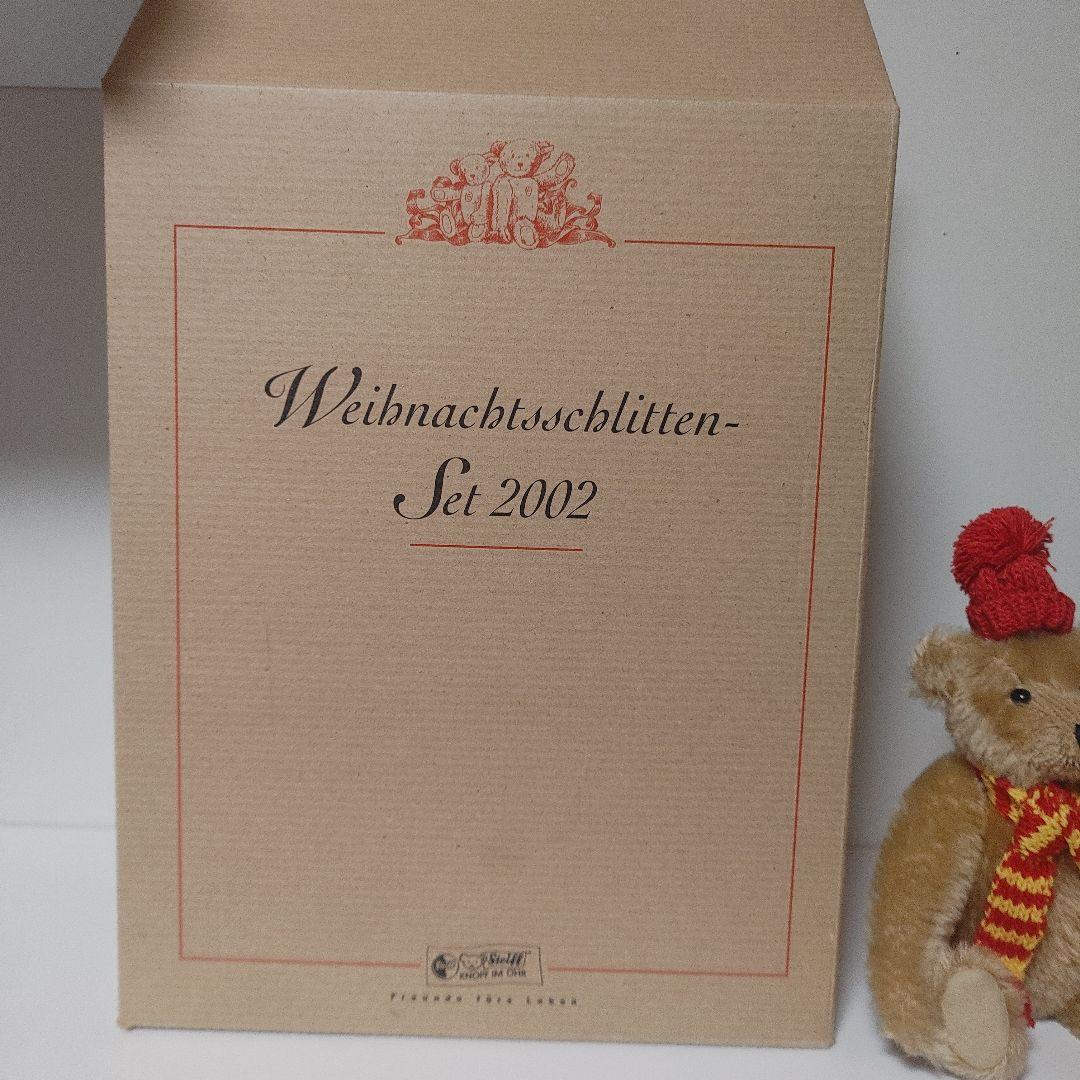 Weihnachtsschlitten-
Set 2002
Steiff
KNOPF IM OHR
Freunde fürs Leben